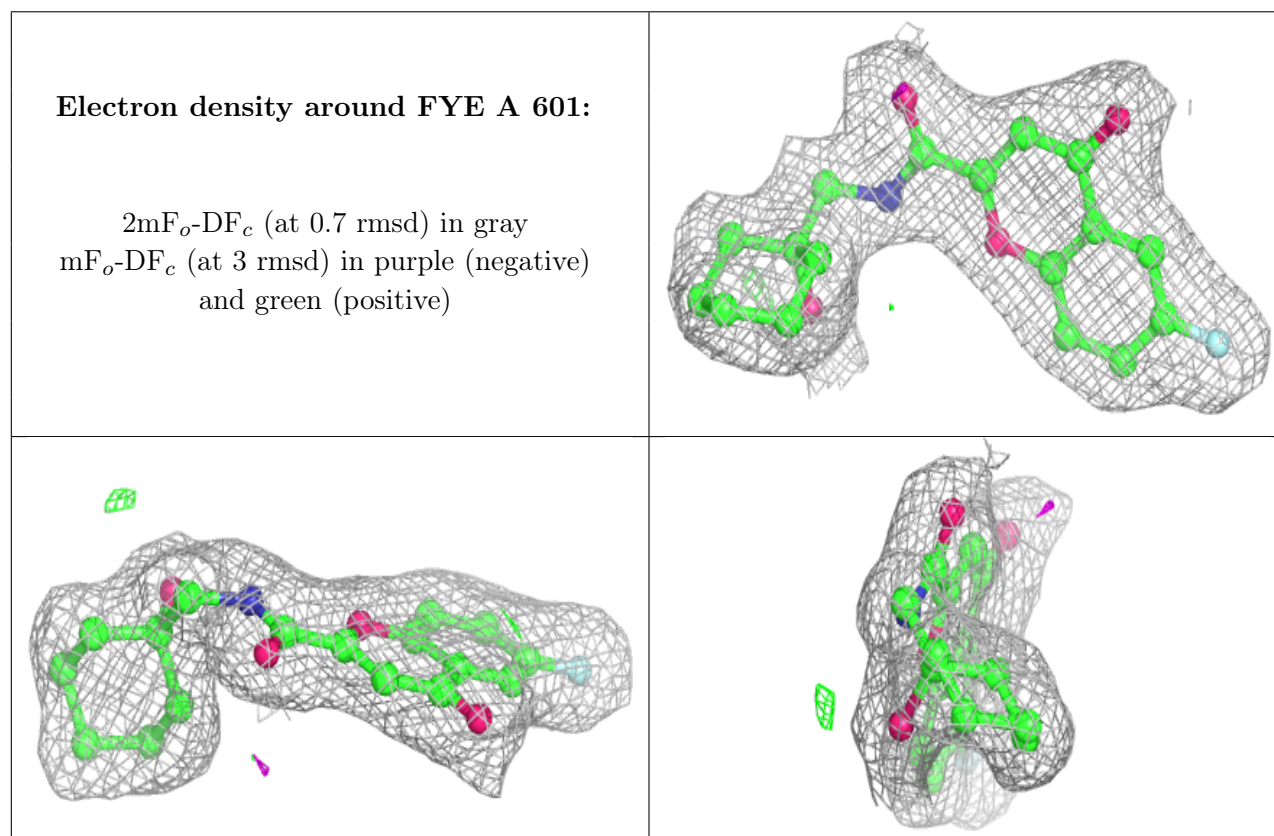 Electron density around FYE A 601:
2mFo-DFc (at 0.7 rmsd) in gray
mFo-DFc (at 3 rmsd) in purple (negative)
and green (positive)